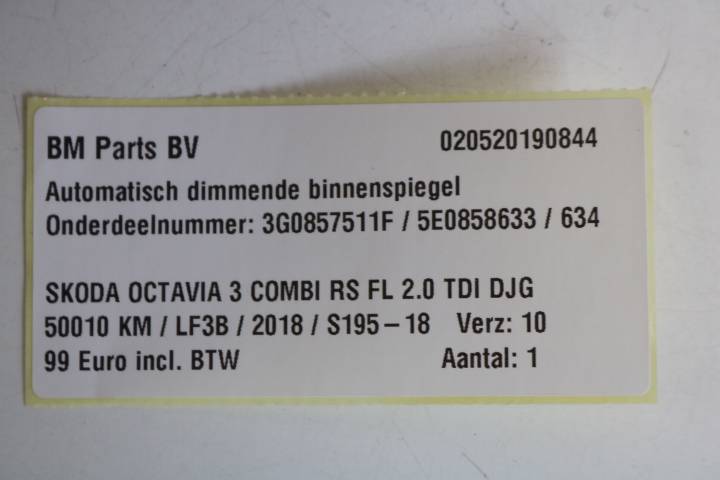 BM Parts BV 020520190844
Automatisch dimmende binnenspiegel
Onderdeelnummer: 3G0857511F / 5E0858633 / 634
SKODA OCTAVIA 3 COMBI RS FL 2.0 TDI DJG
50010 KM / LF3B / 2018 / S195-18 Verz: 10
99 Euro incl. BTW Aantal: 1